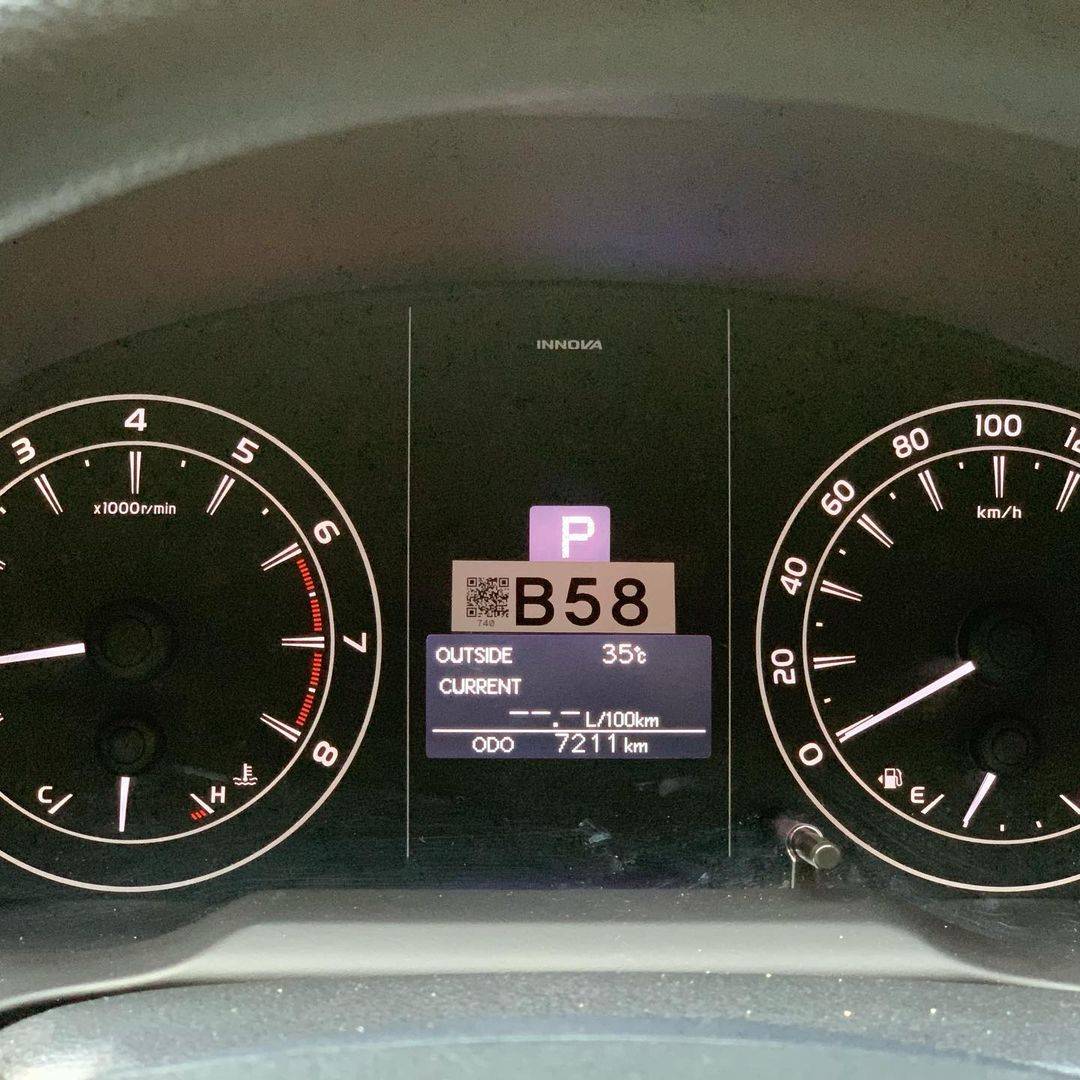 INNOVA
3
4
5
6
7
8
x1000r/min
C
H
P
740
B58
OUTSIDE 35℃
CURRENT
--.- L/100km
ODO 7211 km
0
20
40
60
80
100
km/h
E